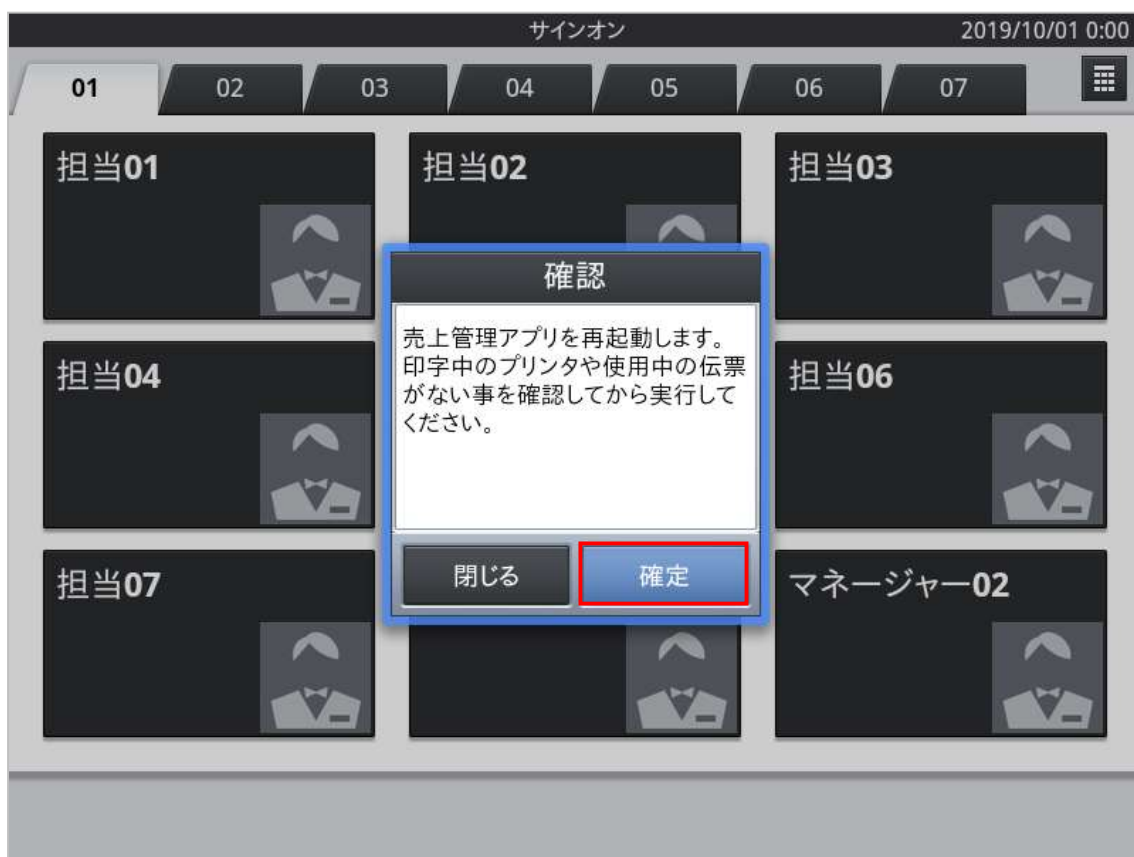 サインオン
2019/10/01 0:00
01
02
03
04
05
06
07
担当01
担当02
担当03
確認
売上管理アプリを再起動します。
印字中のプリンタや使用中の伝票
がない事を確認してから実行して
ください。
担当04
担当06
閉じる
確定
担当07
マネージャー02